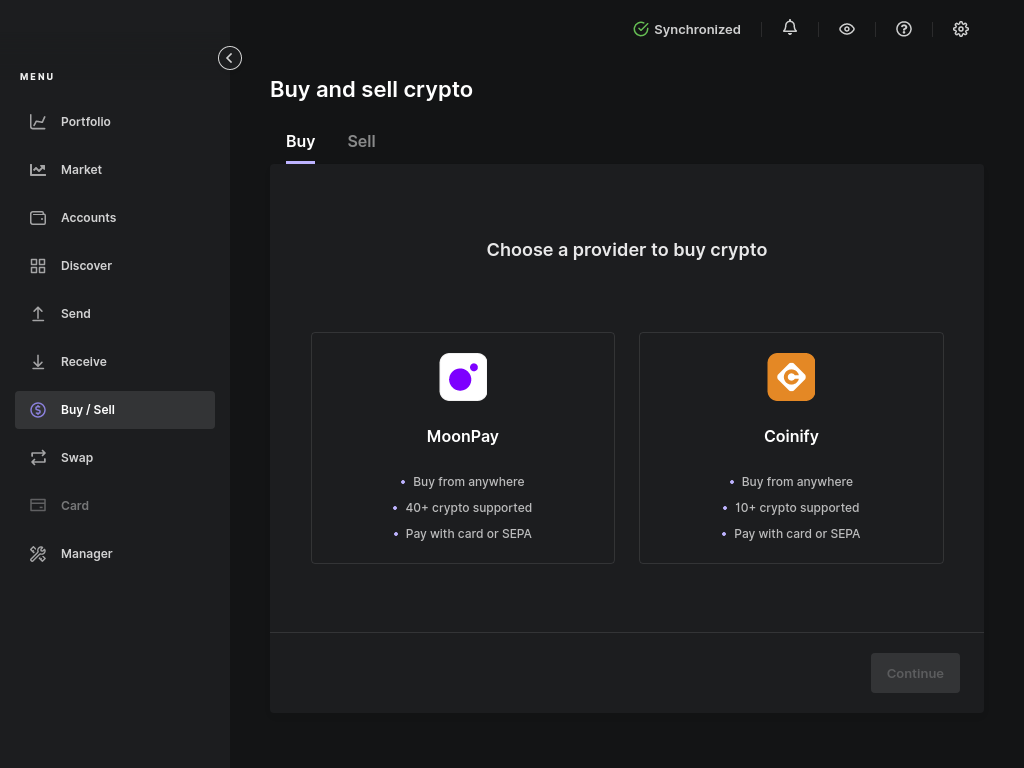 Synchronized
MENU
Portfolio
Market
Accounts
Discover
Send
Receive
Buy / Sell
Swap
Card
Manager
Buy and sell crypto
Buy
Sell
Choose a provider to buy crypto
MoonPay
• Buy from anywhere
• 40+ crypto supported
• Pay with card or SEPA
Coinify
• Buy from anywhere
• 10+ crypto supported
• Pay with card or SEPA
Continue